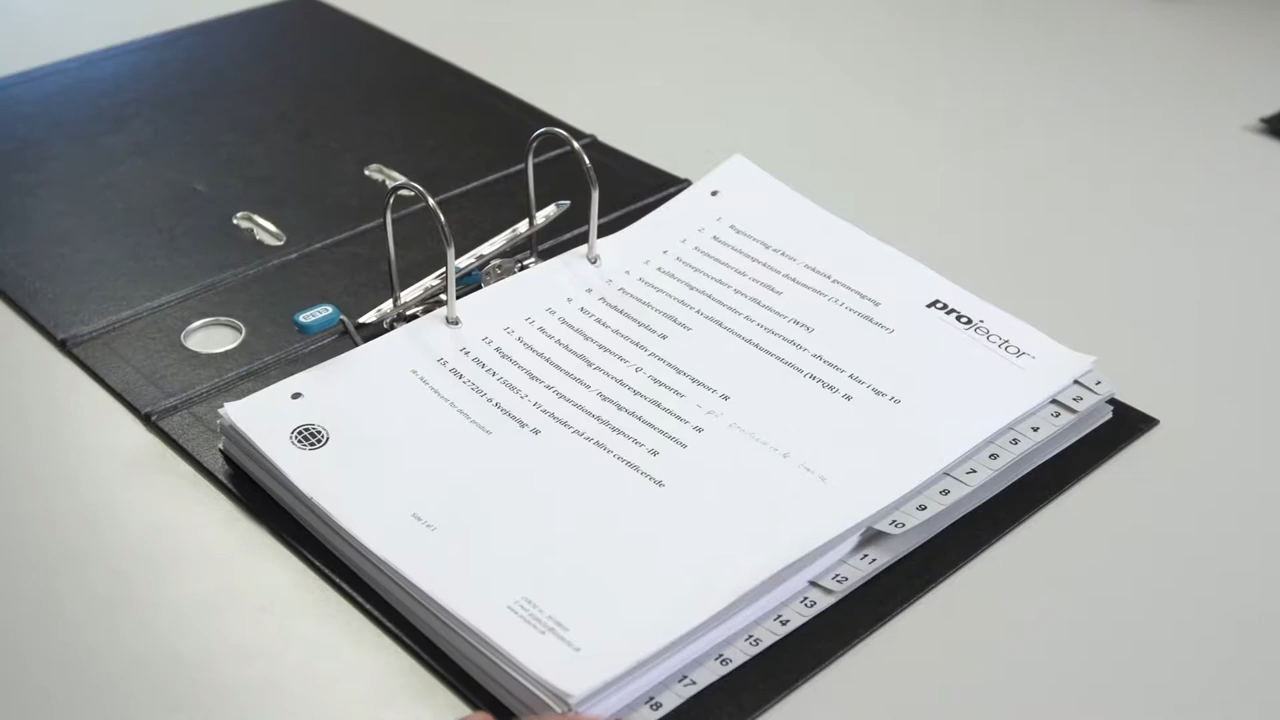 projector
1. Registrering af krav / teknisk gennemgang
2. Materialeinspektion dokumenter (3.1 certifikater)
3. Svejsemateriale certifikat
4. Svejseprocedure specifikationer (WPS)
5. Kalibreringsdokumenter for svejseudstyr- afventer klar i uge 10
6. Svejseprocedure kvalifikationsdokumentation (WPQR)- IR
7. Personalecertifikater
8. Produktionsplan- IR
9. NDT Ikke-destruktiv prøvningsrapport- IR
10. Opmålingsrapporter / Q – rapporter – på
11. Heat behandling procedurespecifikationer- IR
12. Svejsedokumentation / tegningsdokumentation
13. Registreringer af reparationsfilrapporter -IR
14. DIN EN 15085-2 – Vi arbejder på at blive certificerede
15. DIN 27201-6 Svejsning- IR
IR= ikke relevant for dette produkt
Side 1 af 1
1
2
3
4
5
6
7
8
9
10
11
12
13
14
15
16
17
18